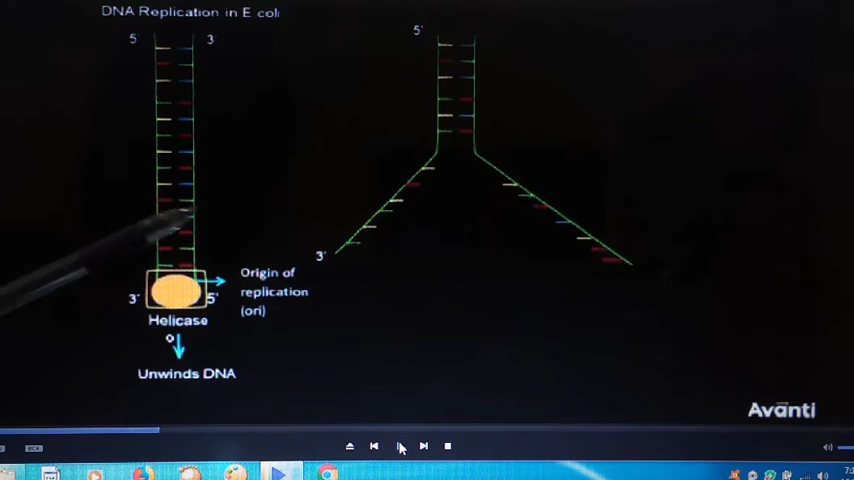 DNA Replication in E coli
5'
3'
5'
3'
Origin of
replication
(ori)
3'
5'
Helicase
Unwinds DNA
Avanti